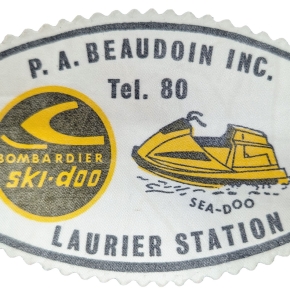 P. A. BEAUDOIN INC.
Tel. 80
BOMBARDIER
ski-doo
SEA-DOO
LAURIER STATION